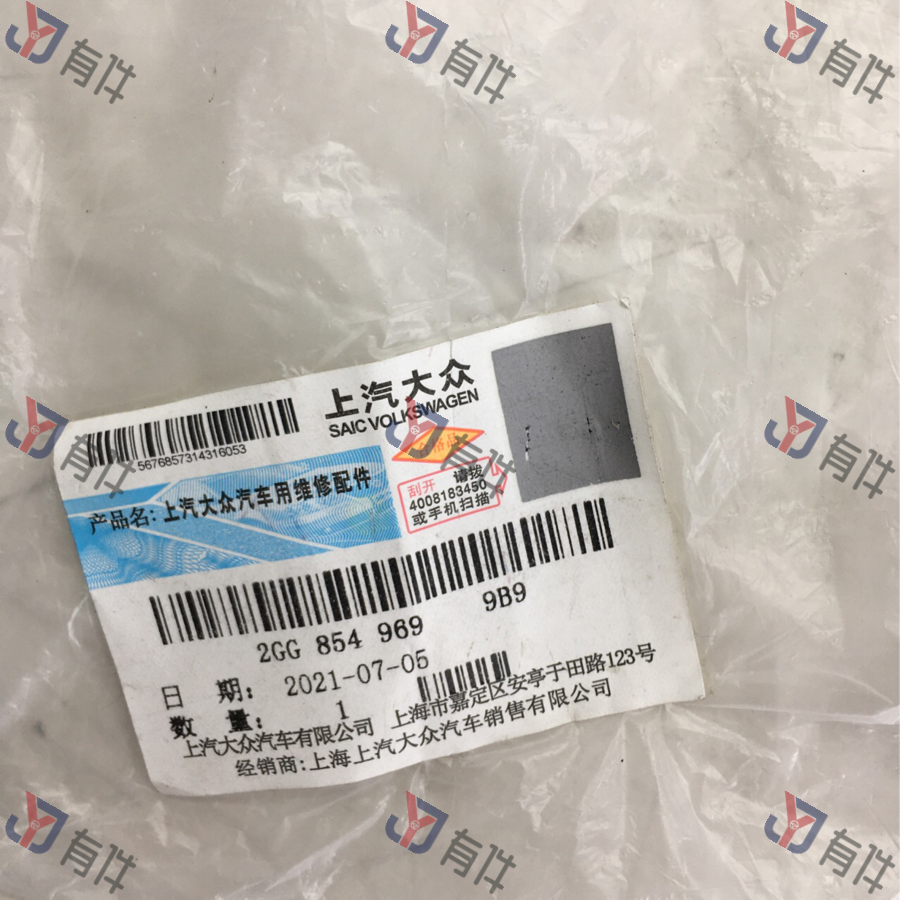 有件 有件 有件
上汽大众
SAIC VOLKSWAGEN
5676857314316053
合格证
产品名: 上汽大众汽车用维修配件
刮开 请拨
4008183450
或手机扫描
2GG 854 969 9B9
日 期: 2021-07-05
数 量: 1
上汽大众汽车有限公司 上海市嘉定区安亭于田路123号
经销商:上海上汽大众汽车销售有限公司
有件 有件 有件
有件 有件 有件